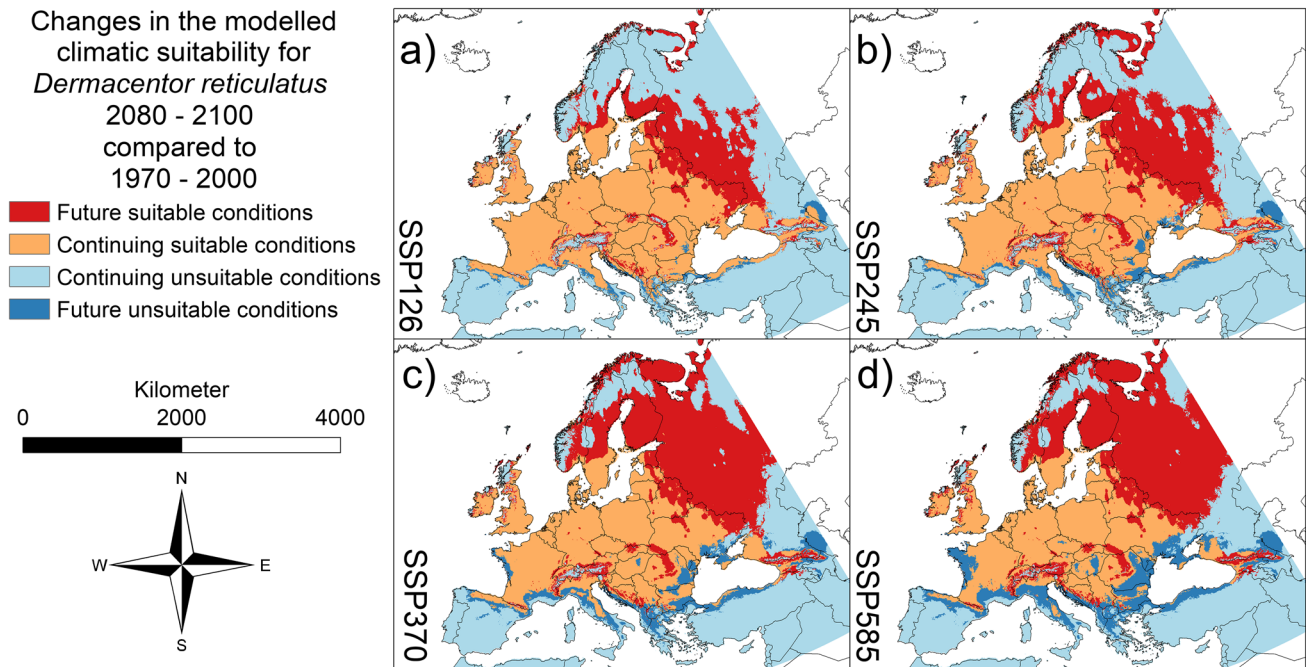 Changes in the modelled
climatic suitability for
Dermacentor reticulatus
2080 - 2100
compared to
1970 - 2000
Future suitable conditions
Continuing suitable conditions
Continuing unsuitable conditions
Future unsuitable conditions
Kilometer
0 2000 4000
N
W E
S
a)
SSP126
b)
SSP245
c)
SSP370
d)
SSP585